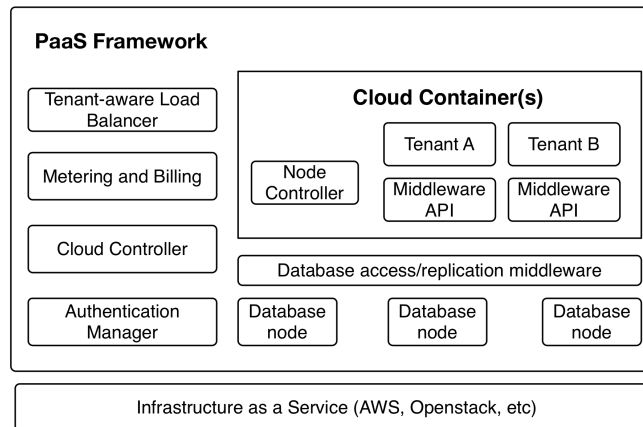 PaaS Framework
Tenant-aware Load
Balancer
Metering and Billing
Cloud Controller
Authentication
Manager
Cloud Container(s)
Node
Controller
Tenant A
Tenant B
Middleware
API
Middleware
API
Database access/replication middleware
Database
node
Database
node
Database
node
Infrastructure as a Service (AWS, Openstack, etc)